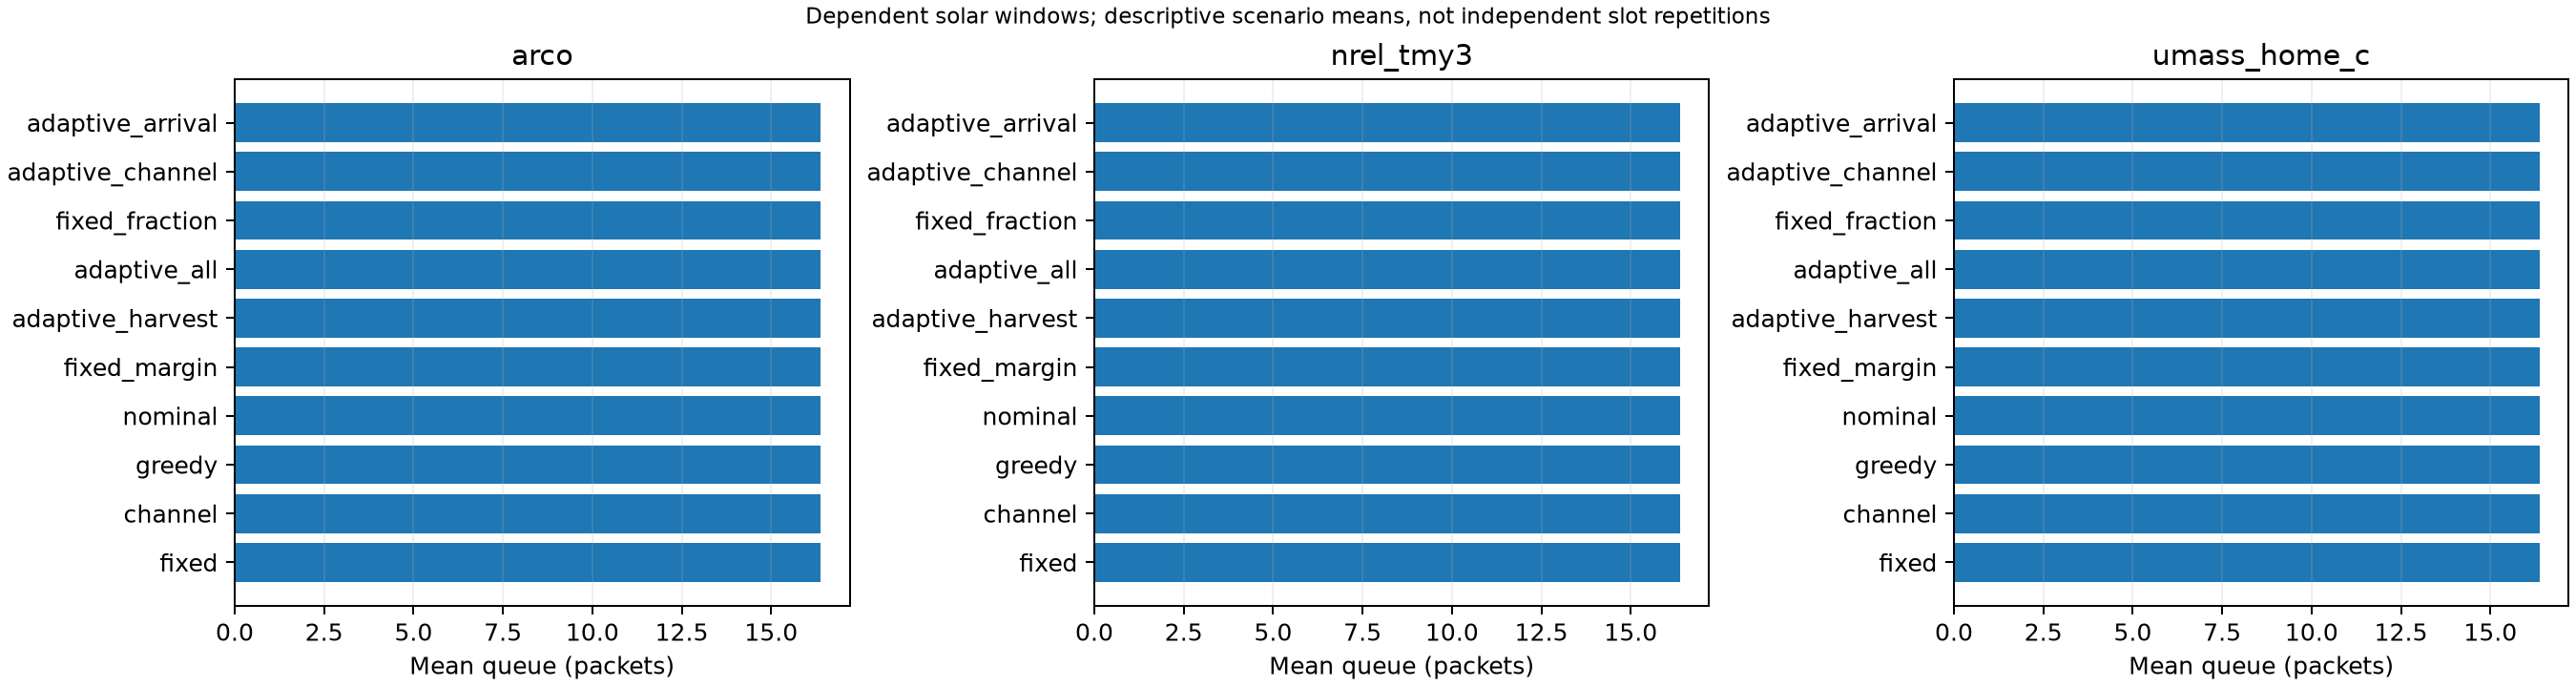 Dependent solar windows; descriptive scenario means, not independent slot repetitions
arco
adaptive_arrival
adaptive_channel
fixed_fraction
adaptive_all
adaptive_harvest
fixed_margin
nominal
greedy
channel
fixed
0.0 2.5 5.0 7.5 10.0 12.5 15.0
Mean queue (packets)
nrel_tmy3
adaptive_arrival
adaptive_channel
fixed_fraction
adaptive_all
adaptive_harvest
fixed_margin
nominal
greedy
channel
fixed
0.0 2.5 5.0 7.5 10.0 12.5 15.0
Mean queue (packets)
umass_home_c
adaptive_arrival
adaptive_channel
fixed_fraction
adaptive_all
adaptive_harvest
fixed_margin
nominal
greedy
channel
fixed
0.0 2.5 5.0 7.5 10.0 12.5 15.0
Mean queue (packets)